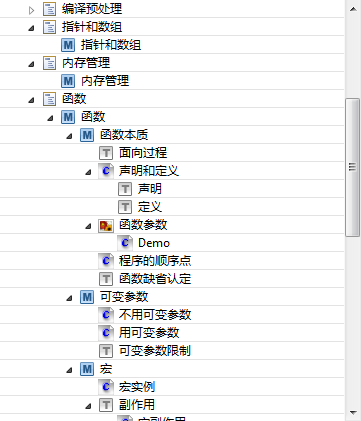 编译预处理
指针和数组
M 指针和数组
内存管理
M 内存管理
函数
M 函数
M 函数本质
T 面向过程
C 声明和定义
T 声明
T 定义
函数参数
C Demo
C 程序的顺序点
T 函数缺省认定
M 可变参数
C 不用可变参数
C 用可变参数
T 可变参数限制
M 宏
C 宏实例
T 副作用